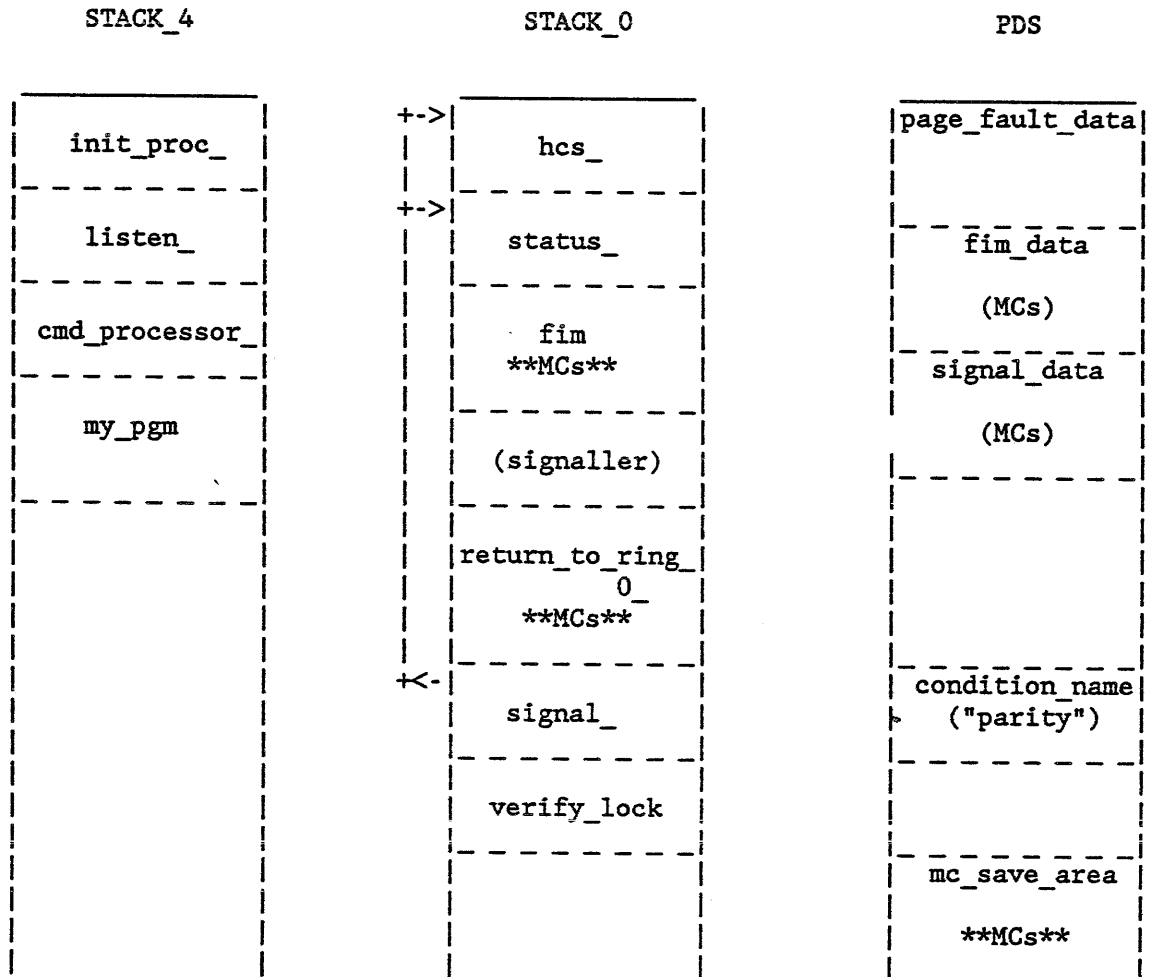 STACK_4 STACK_0 PDS
init_proc_
listen_
cmd_processor_
my_pgm
+->
hcs_
+->
status_
fim
**MCs**
(signaller)
return_to_ring_
0_
**MCs**
+<-
signal_
verify_lock
page_fault_data
fim_data
(MCs)
signal_data
(MCs)
condition_name
("parity")
mc_save_area
**MCs**